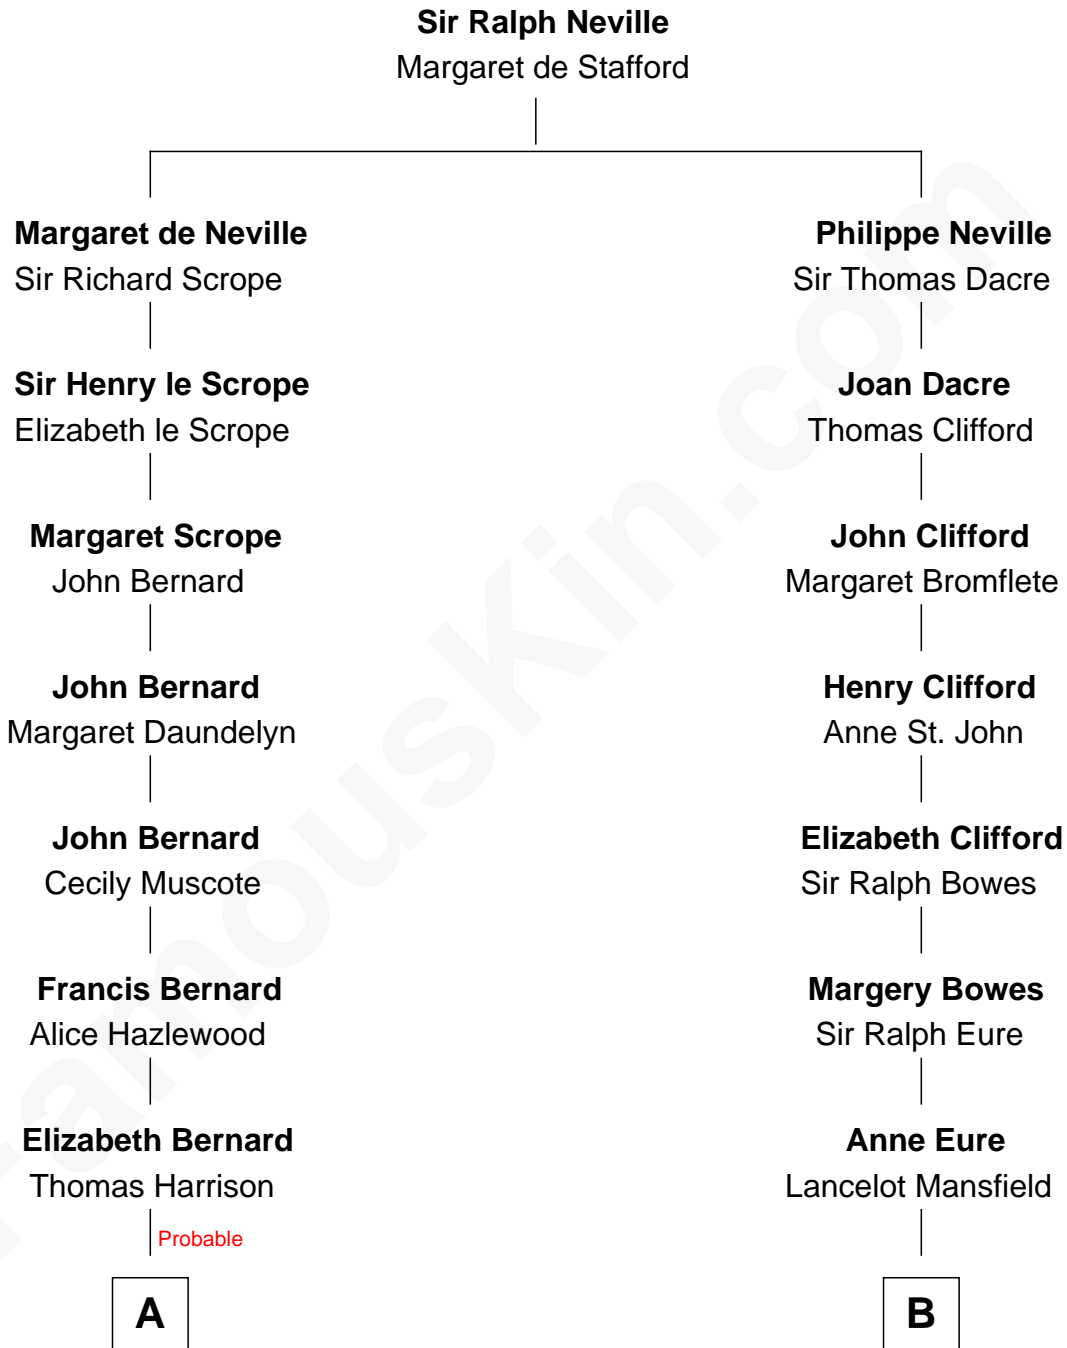 Sir Ralph Neville
Margaret de Stafford
Margaret de Neville
Sir Richard Scrope
Philippe Neville
Sir Thomas Dacre
Sir Henry le Scrope
Elizabeth le Scrope
Joan Dacre
Thomas Clifford
Margaret Scrope
John Bernard
John Clifford
Margaret Bromflete
John Bernard
Margaret Daundelyn
Henry Clifford
Anne St. John
John Bernard
Cecily Muscote
Elizabeth Clifford
Sir Ralph Bowes
Francis Bernard
Alice Hazlewood
Margery Bowes
Sir Ralph Eure
Elizabeth Bernard
Thomas Harrison
Anne Eure
Lancelot Mansfield
Probable
A
B
FamousKin.com